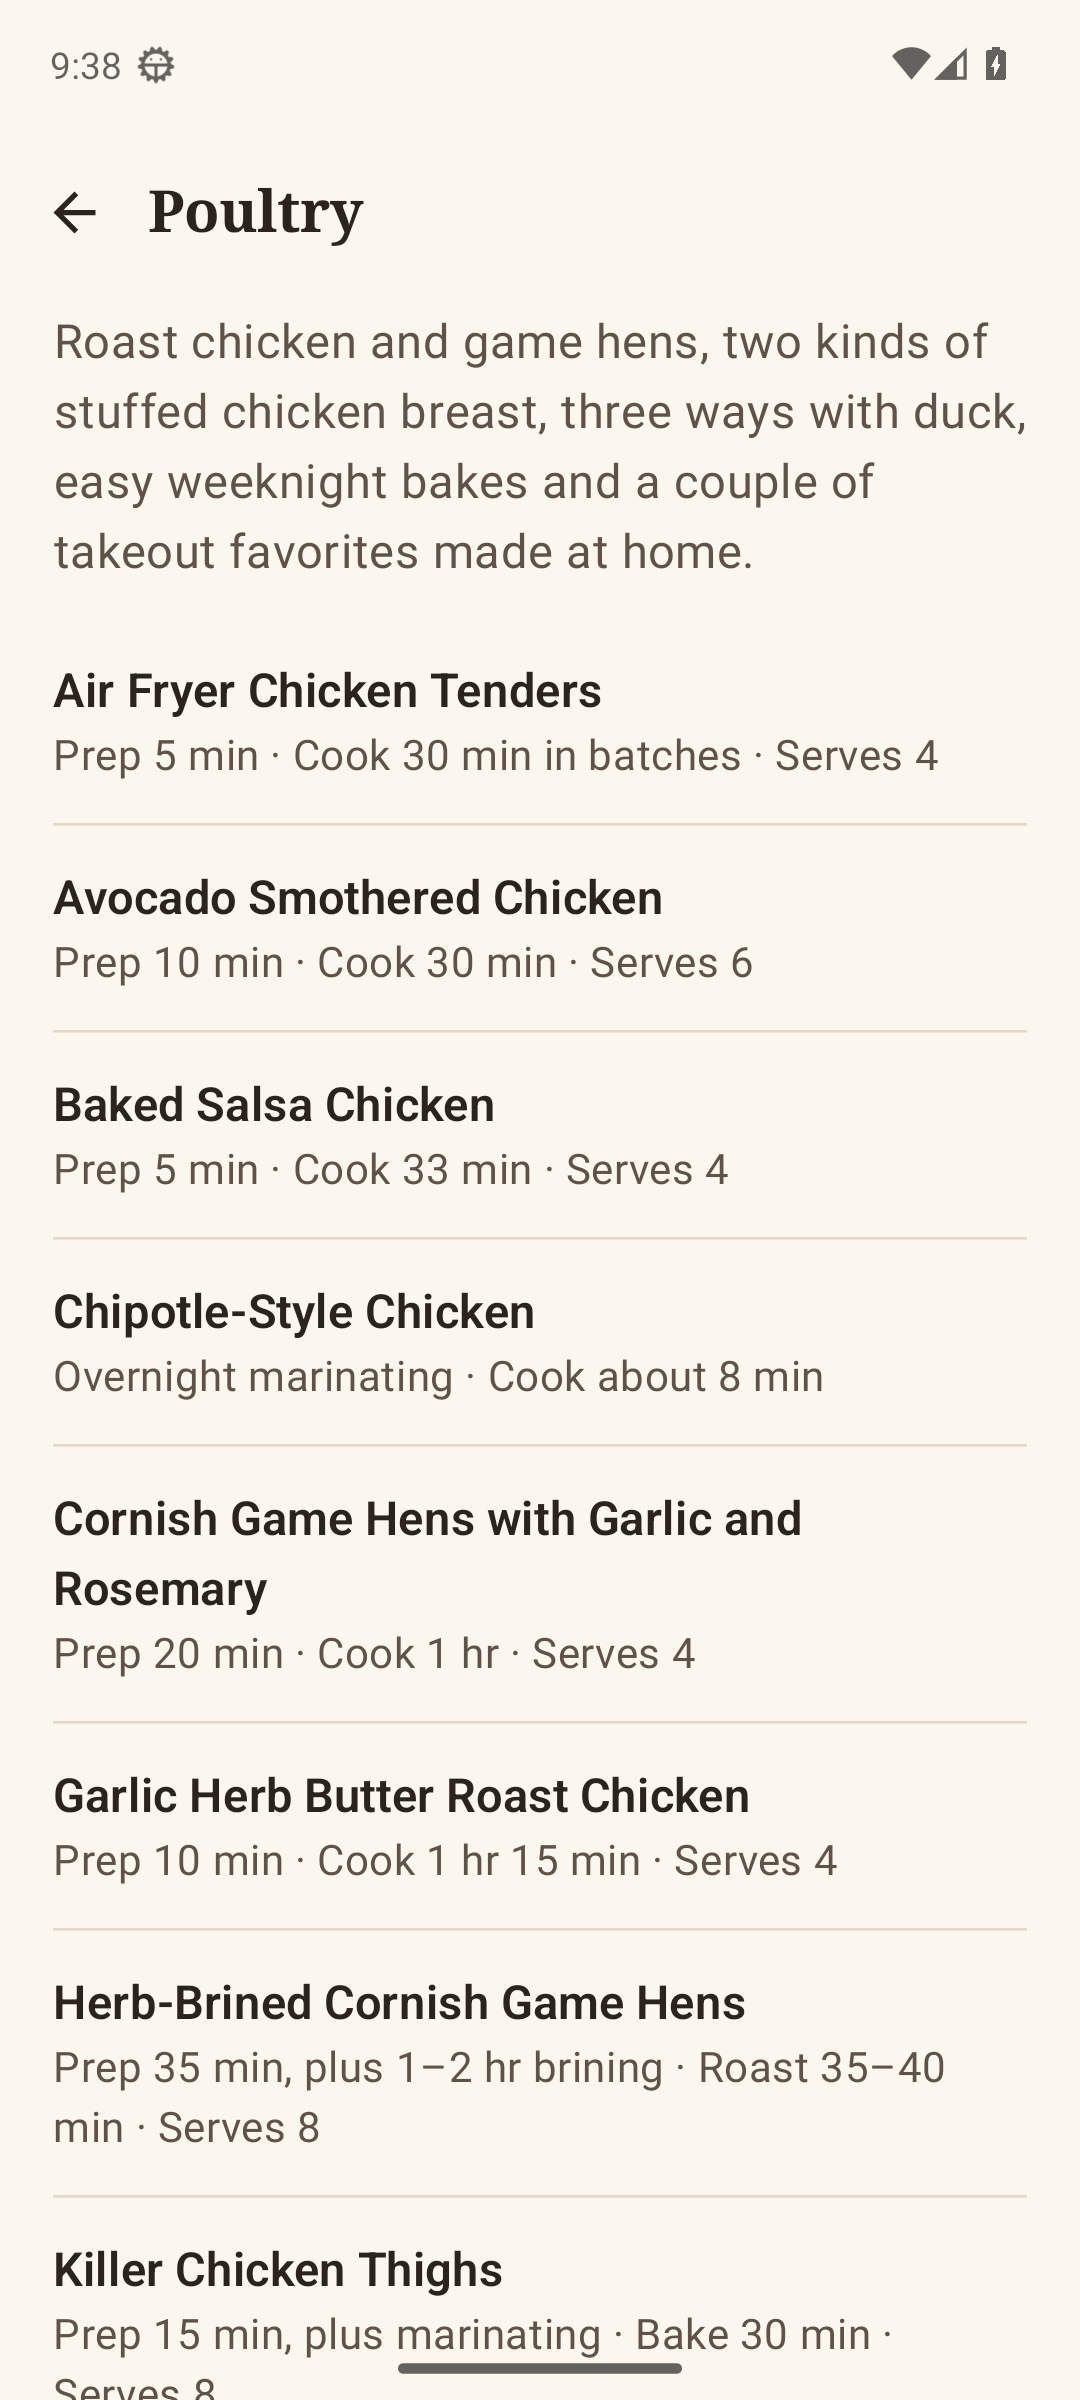 9:38
Poultry
Roast chicken and game hens, two kinds of
stuffed chicken breast, three ways with duck,
easy weeknight bakes and a couple of
takeout favorites made at home.
Air Fryer Chicken Tenders
Prep 5 min · Cook 30 min in batches · Serves 4
Avocado Smothered Chicken
Prep 10 min · Cook 30 min · Serves 6
Baked Salsa Chicken
Prep 5 min · Cook 33 min · Serves 4
Chipotle-Style Chicken
Overnight marinating · Cook about 8 min
Cornish Game Hens with Garlic and
Rosemary
Prep 20 min · Cook 1 hr · Serves 4
Garlic Herb Butter Roast Chicken
Prep 10 min · Cook 1 hr 15 min · Serves 4
Herb-Brined Cornish Game Hens
Prep 35 min, plus 1–2 hr brining · Roast 35–40
min · Serves 8
Killer Chicken Thighs
Prep 15 min, plus marinating · Bake 30 min ·
Serves 8